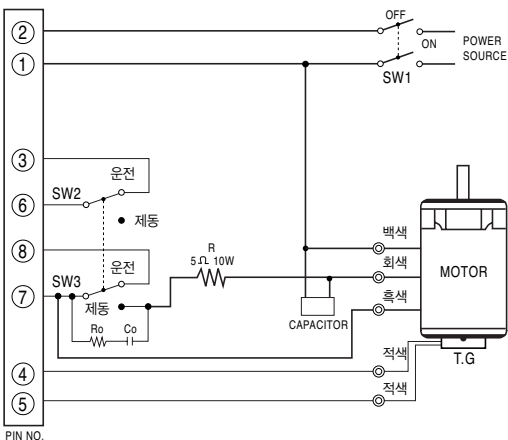 OFF
②
ON
POWER
SOURCE
①
SW1
③
운전
SW2
⑥
제동
⑧
운전
R
5Ω 10W
백색
회색
MOTOR
SW3
⑦
제동
흑색
CAPACITOR
Ro
Co
④
적색
T.G
⑤
적색
PIN NO.